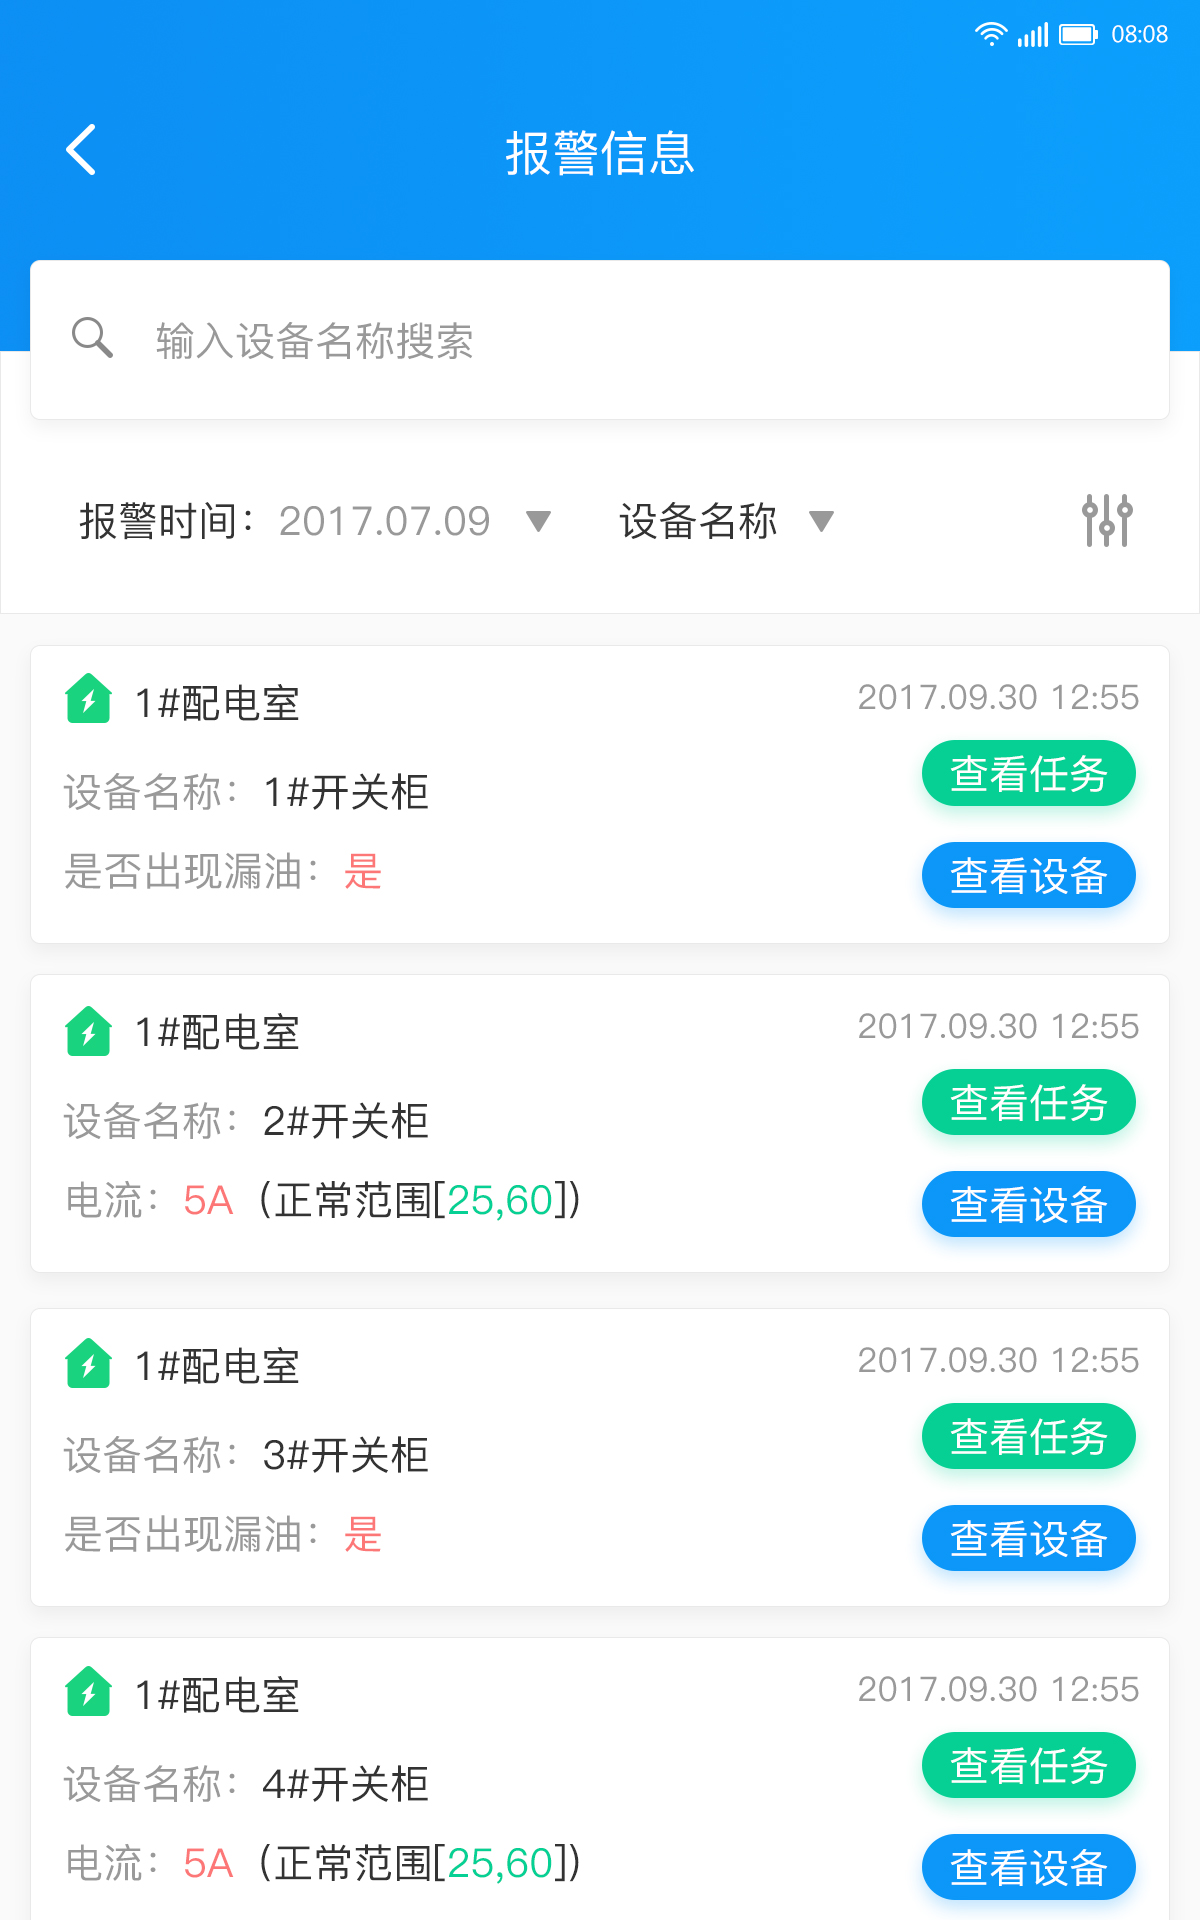 08:08
报警信息
输入设备名称搜索
报警时间：2017.07.09 设备名称
1#配电室 2017.09.30 12:55
查看任务
设备名称：1#开关柜
是否出现漏油：是 查看设备
1#配电室 2017.09.30 12:55
查看任务
设备名称：2#开关柜
电流：5A（正常范围[25,60]） 查看设备
1#配电室 2017.09.30 12:55
查看任务
设备名称：3#开关柜
是否出现漏油：是 查看设备
1#配电室 2017.09.30 12:55
查看任务
设备名称：4#开关柜
电流：5A（正常范围[25,60]） 查看设备